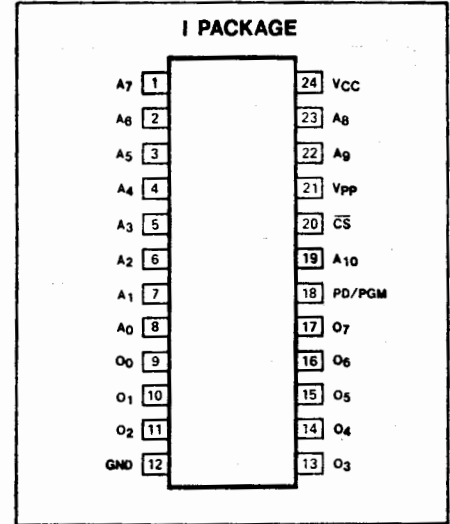 I PACKAGE
A7 1 24 VCC
A6 2 23 A8
A5 3 22 A9
A4 4 21 VPP
A3 5 20 C̅S̅
A2 6 19 A10
A1 7 18 PD/PGM
A0 8 17 O7
O0 9 16 O6
O1 10 15 O5
O2 11 14 O4
GND 12 13 O3